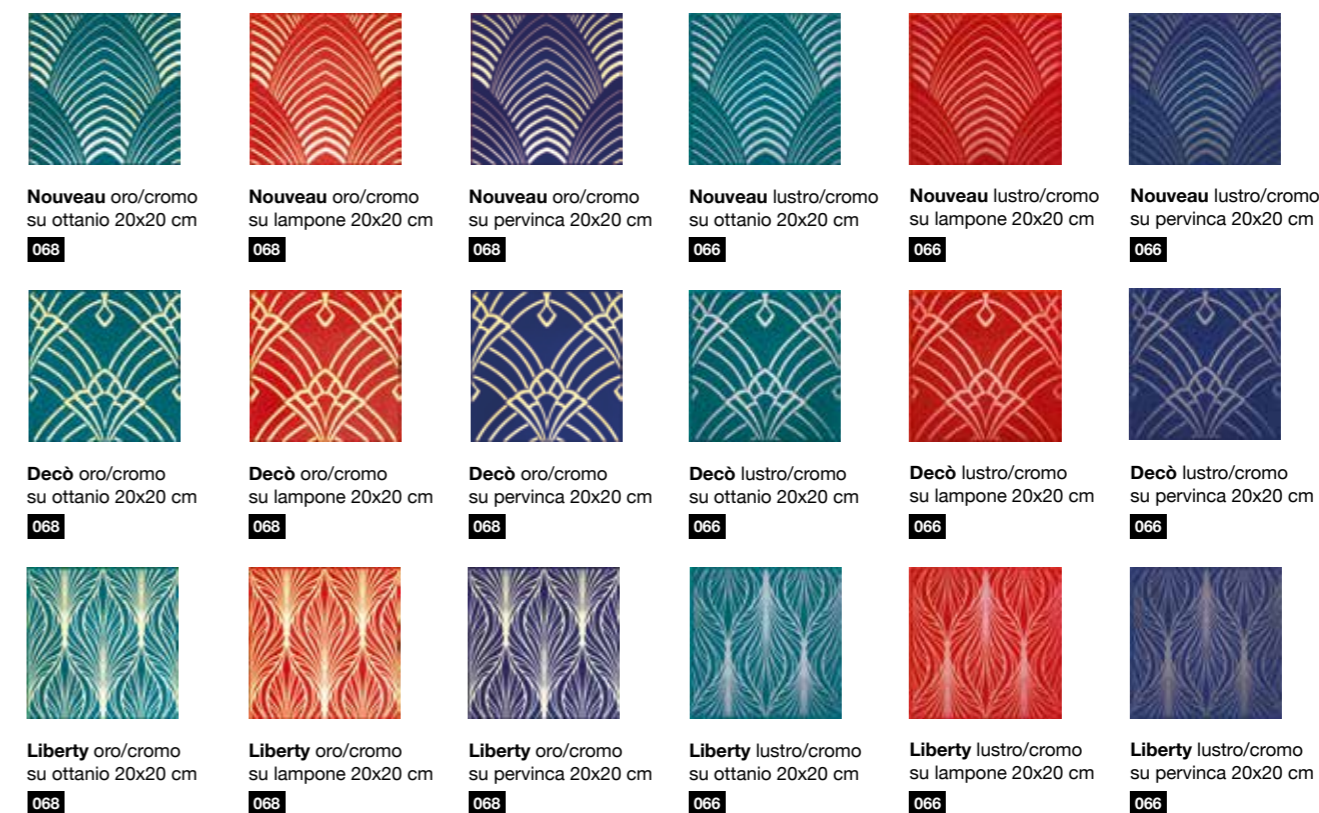 Nouveau oro/cromo
su ottanio 20x20 cm
068
Nouveau oro/cromo
su lampone 20x20 cm
068
Nouveau oro/cromo
su pervinca 20x20 cm
068
Nouveau lustro/cromo
su ottanio 20x20 cm
066
Nouveau lustro/cromo
su lampone 20x20 cm
066
Nouveau lustro/cromo
su pervinca 20x20 cm
066
Decò oro/cromo
su ottanio 20x20 cm
068
Decò oro/cromo
su lampone 20x20 cm
068
Decò oro/cromo
su pervinca 20x20 cm
068
Decò lustro/cromo
su ottanio 20x20 cm
066
Decò lustro/cromo
su lampone 20x20 cm
066
Decò lustro/cromo
su pervinca 20x20 cm
066
Liberty oro/cromo
su ottanio 20x20 cm
068
Liberty oro/cromo
su lampone 20x20 cm
068
Liberty oro/cromo
su pervinca 20x20 cm
068
Liberty lustro/cromo
su ottanio 20x20 cm
066
Liberty lustro/cromo
su lampone 20x20 cm
066
Liberty lustro/cromo
su pervinca 20x20 cm
066